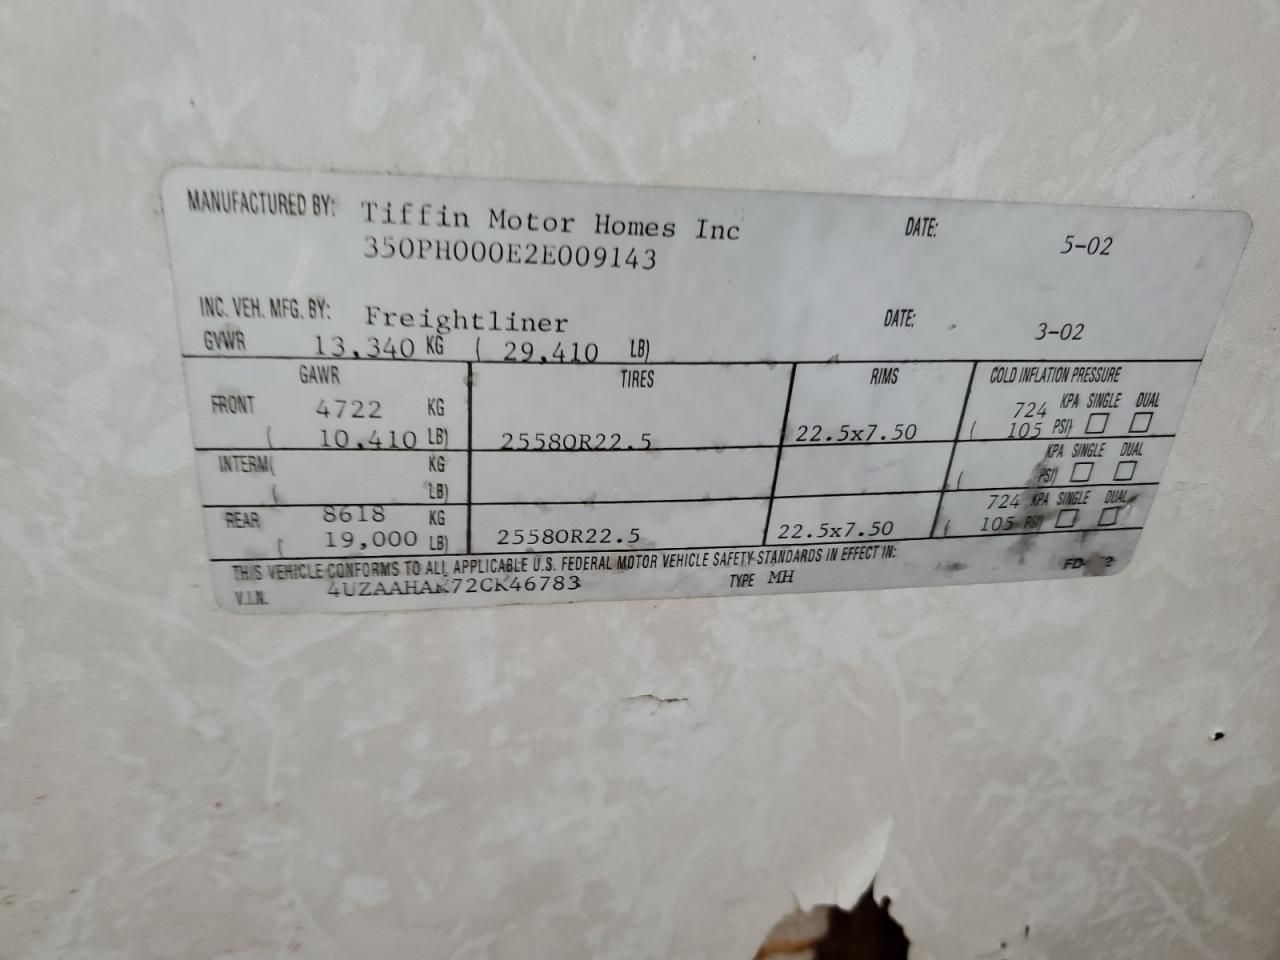 MANUFACTURED BY: Tiffin Motor Homes Inc DATE: 5-02
350PH000E2E009143
INC. VEH. MFG. BY: Freightliner DATE: 3-02
GVWR 13,340 KG ( 29,410 LB)
GAWR TIRES RIMS COLD INFLATION PRESSURE
FRONT 4722 KG 724 KPA SINGLE DUAL
( 10,410 LB) 25580R22.5 22.5x7.50 ( 105 PSI)
INTERM( KG KPA SINGLE DUAL
( LB) ( PSI)
REAR 8618 KG 724 KPA SINGLE DUAL
( 19,000 LB) 25580R22.5 22.5x7.50 ( 105 PSI)
THIS VEHICLE CONFORMS TO ALL APPLICABLE U.S. FEDERAL MOTOR VEHICLE SAFETY STANDARDS IN EFFECT IN:
V.I.N. 4UZAAHAK72CK46783 TYPE MH